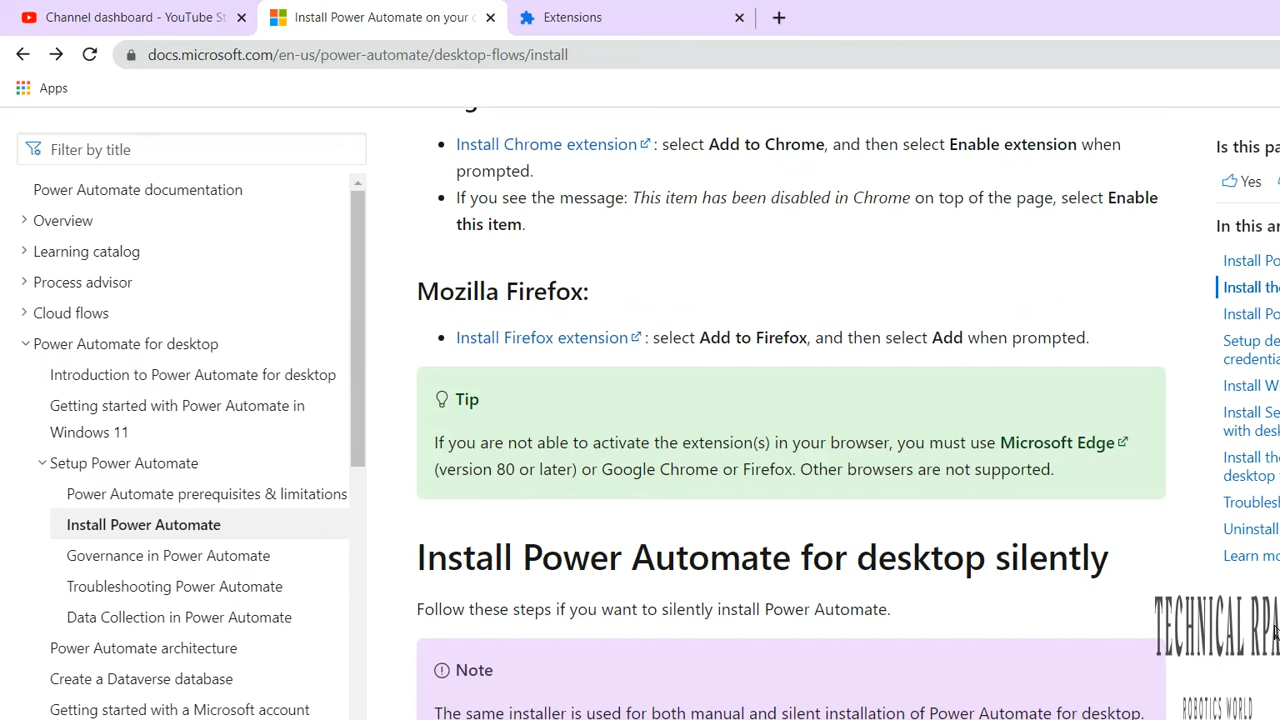 Channel dashboard - YouTube St
Install Power Automate on your c
Extensions
docs.microsoft.com/en-us/power-automate/desktop-flows/install
Apps
Filter by title
Power Automate documentation
Overview
Learning catalog
Process advisor
Cloud flows
Power Automate for desktop
Introduction to Power Automate for desktop
Getting started with Power Automate in
Windows 11
Setup Power Automate
Power Automate prerequisites & limitations
Install Power Automate
Governance in Power Automate
Troubleshooting Power Automate
Data Collection in Power Automate
Power Automate architecture
Create a Dataverse database
Getting started with a Microsoft account
Install Chrome extension : select Add to Chrome, and then select Enable extension when
prompted.
If you see the message: This item has been disabled in Chrome on top of the page, select Enable
this item.
Mozilla Firefox:
Install Firefox extension : select Add to Firefox, and then select Add when prompted.
Tip
If you are not able to activate the extension(s) in your browser, you must use Microsoft Edge
(version 80 or later) or Google Chrome or Firefox. Other browsers are not supported.
Install Power Automate for desktop silently
Follow these steps if you want to silently install Power Automate.
Note
The same installer is used for both manual and silent installation of Power Automate for desktop.
Is this pa
Yes
In this ar
Install Po
Install the
Install Po
Setup de
credentia
Install W
Install Se
with desk
Install the
desktop
Troublesh
Uninstall
Learn mo
TECHNICAL RPA
ROBOTICS WORLD